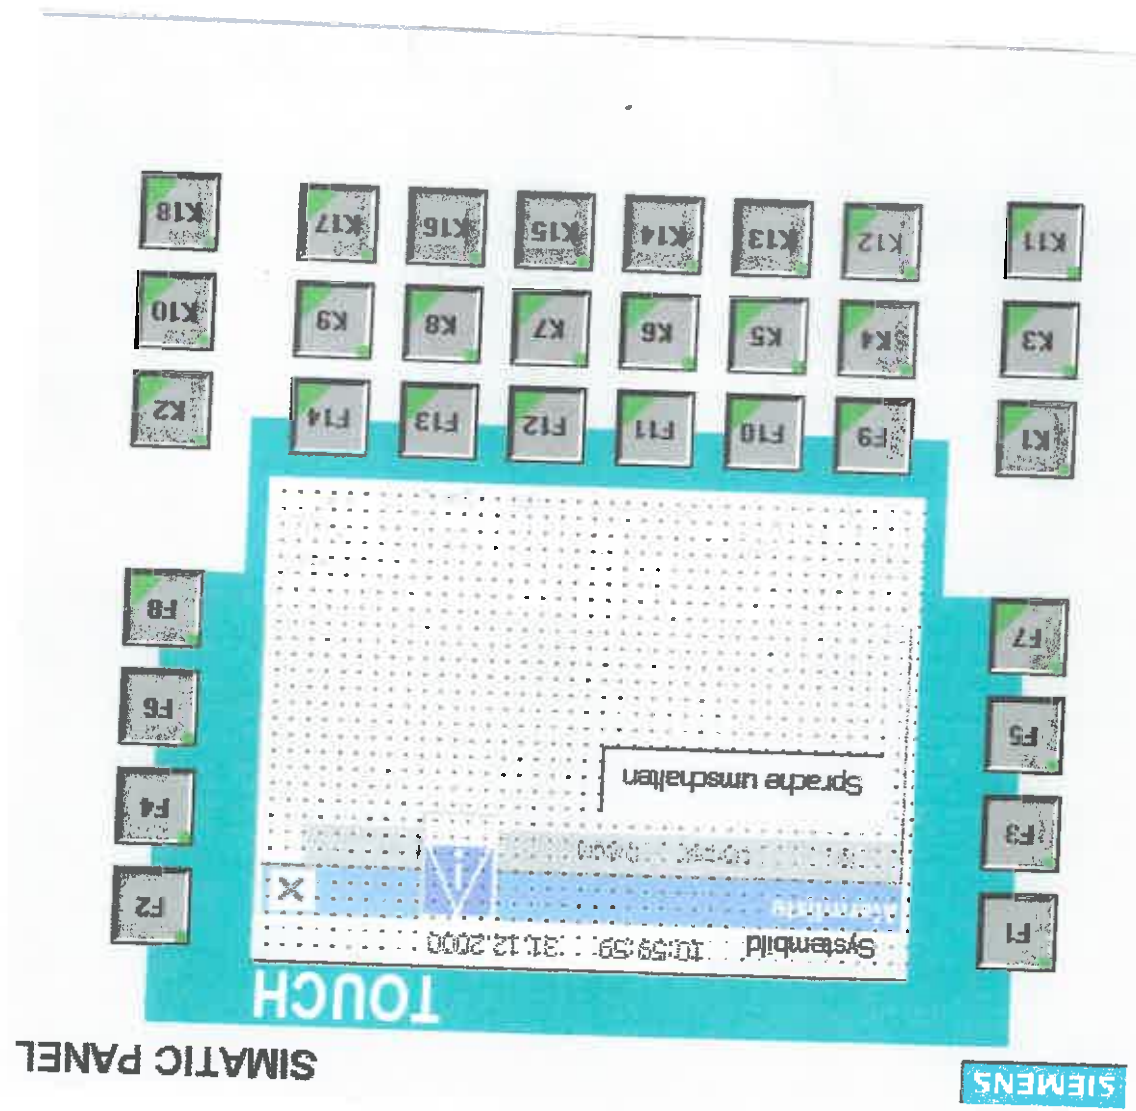 SIEMENS
SIMATIC PANEL
TOUCH
Systembild 10:59:59 31.12.2000
X
F1
F2
F3
F4
Sprache umschalten
F5
F6
F7
F8
K1 F9 F10 F11 F12 F13 F14 K2
K3 K4 K5 K6 K7 K8 K9 K10
K11 K12 K13 K14 K15 K16 K17 K18